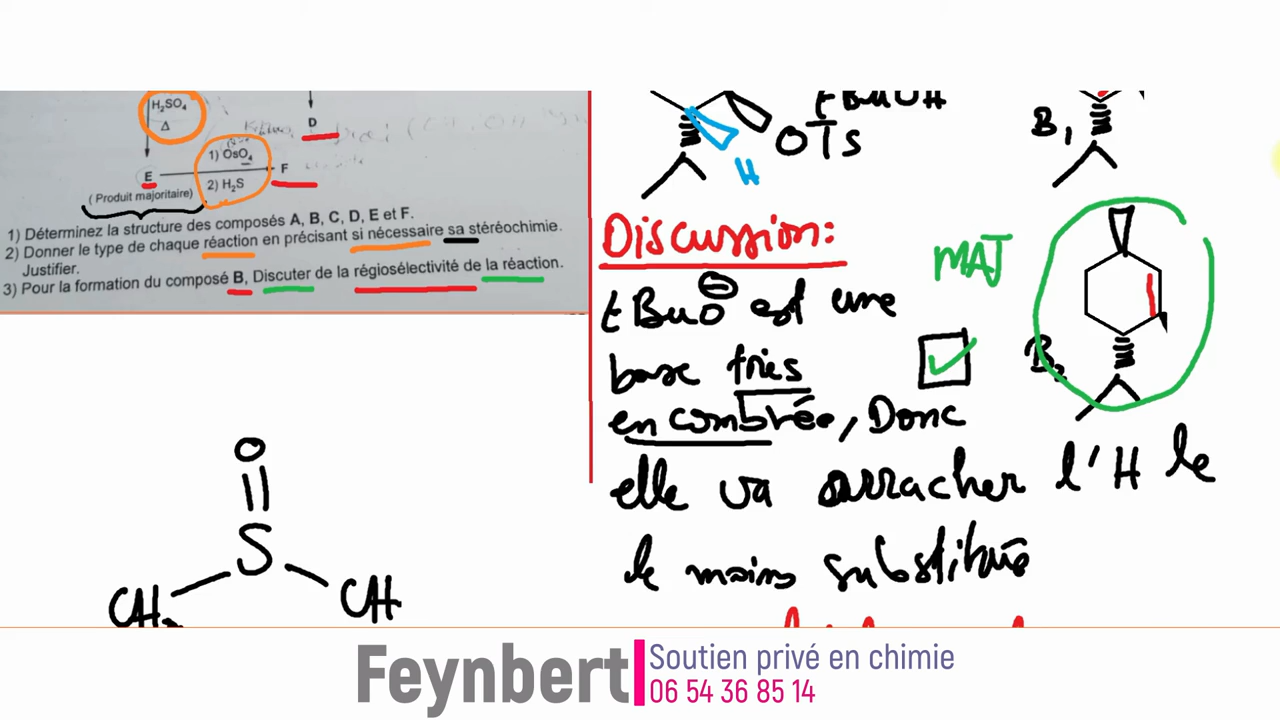 H₂SO₄
Δ
D
1) OsO₄
E
F
2) H₂S
( Produit majoritaire)
1) Déterminez la structure des composés A, B, C, D, E et F.
2) Donner le type de chaque réaction en précisant si nécessaire sa stéréochimie.
Justifier.
3) Pour la formation du composé B, Discuter de la régiosélectivité de la réaction.
O
S
CH₃
CH
tBuOH
OTs
H
B₁
Discussion:
MAJ
tBuO⊖ est une
base très
B₂
encombrée, Donc
elle va arracher l'H le
le moins substitué
Feynbert
Soutien privé en chimie
06 54 36 85 14